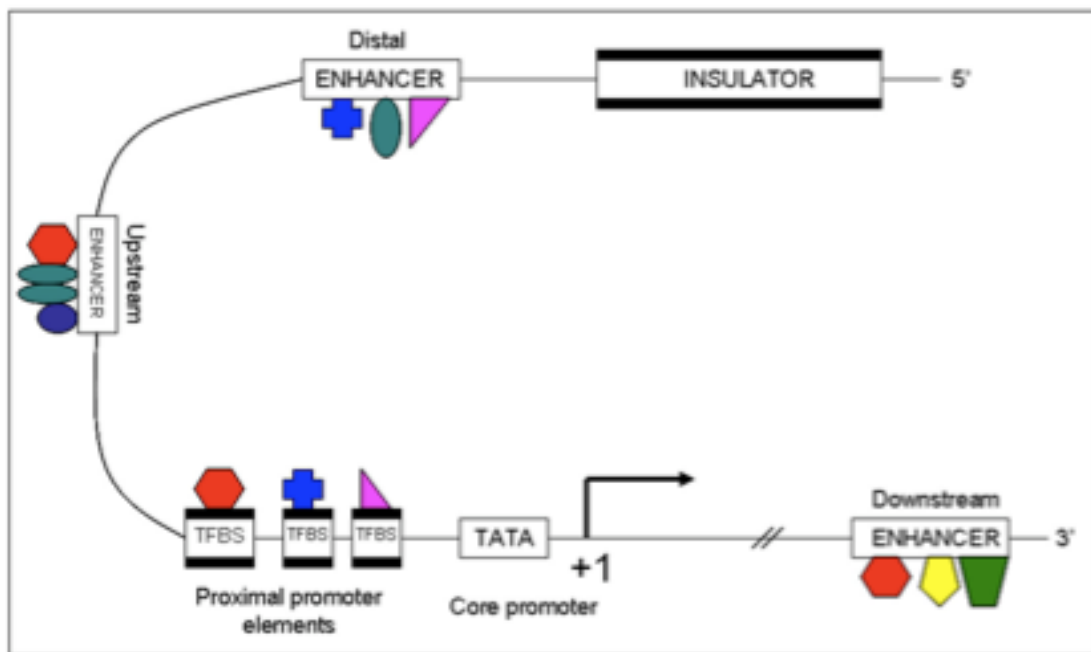 Distal
ENHANCER
INSULATOR
5'
ENHANCER
Upstream
TFBS
TFBS
TFBS
TATA
+1
Downstream
ENHANCER
3'
Proximal promoter
elements
Core promoter